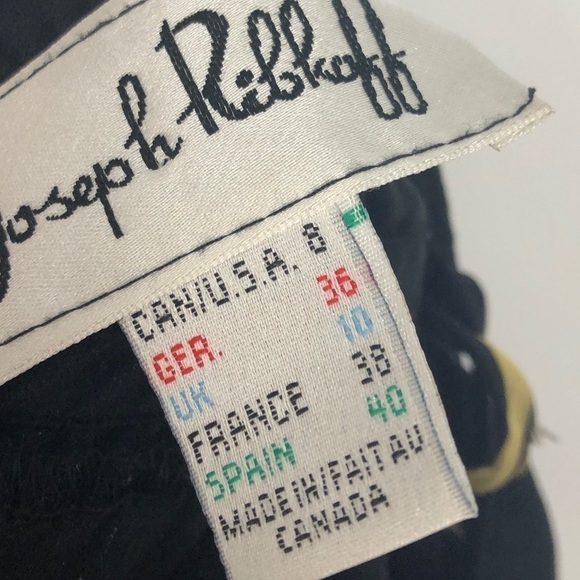 Joseph Ribkoff
CAN/U.S.A. 8
GER. 36
UK 10
FRANCE 38
SPAIN 40
MADE IN/FAIT AU
CANADA